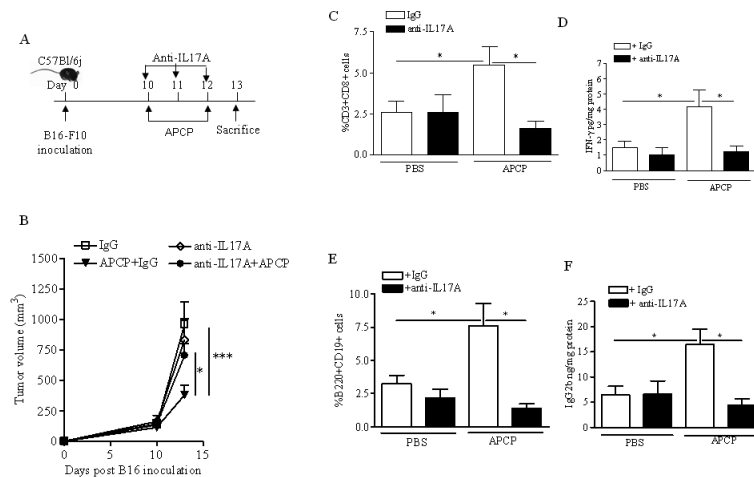 A
C57Bl/6j
Anti-IL17A
Day 0 10 11 12 13
B16-F10
inoculation
APCP
Sacrifice
B
IgG
anti-IL17A
APCP+IgG
anti-IL17A+APCP
Tumor volume (mm3)
1500
1250
1000
750
500
250
0
*
***
0 5 10 15
Days post B16 inoculation
C
IgG
anti-IL17A
%CD3+CD8+ cells
7.5
5.0
2.5
0.0
*
*
PBS APCP
D
+ IgG
+ anti-IL17A
IFN-γ pg/mg protein
7
6
5
4
3
2
1
0
*
*
PBS APCP
E
+IgG
+anti-IL17A
%B220+CD19+ cells
10.0
7.5
5.0
2.5
0.0
*
*
PBS APCP
F
+ IgG
+ anti-IL17A
IgG2b ng/mg protein
25
20
15
10
5
0
*
*
PBS APCP